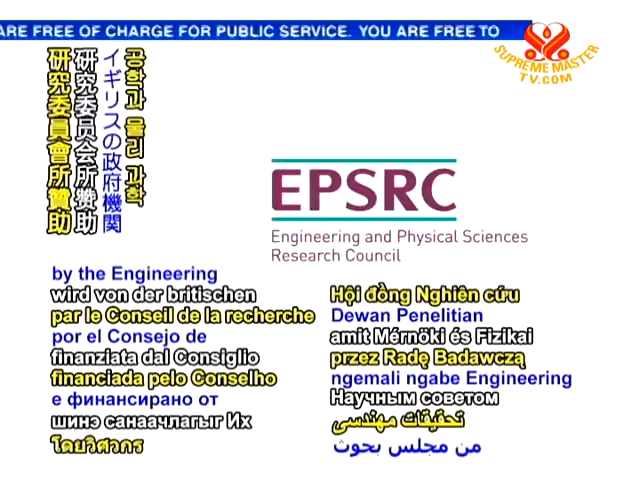 ARE FREE OF CHARGE FOR PUBLIC SERVICE. YOU ARE FREE TO
SUPREME MASTER
TV.COM
공학과 물리 과학
イギリスの政府機関
研究委员会所赞助
研究委員會所贊助
EPSRC
Engineering and Physical Sciences
Research Council
by the Engineering
wird von der britischen
par le Conseil de la recherche
por el Consejo de
finanziata dal Consiglio
financiada pelo Conselho
е финансирано от
шинэ санаачлагыг Их
โดยวิศวกร
Hội đồng Nghiên cứu
Dewan Penelitian
amit Mérnöki és Fizikai
przez Radę Badawczą
ngemali ngabe Engineering
Научным советом
تحقیقات مهندسی
من مجلس بحوث